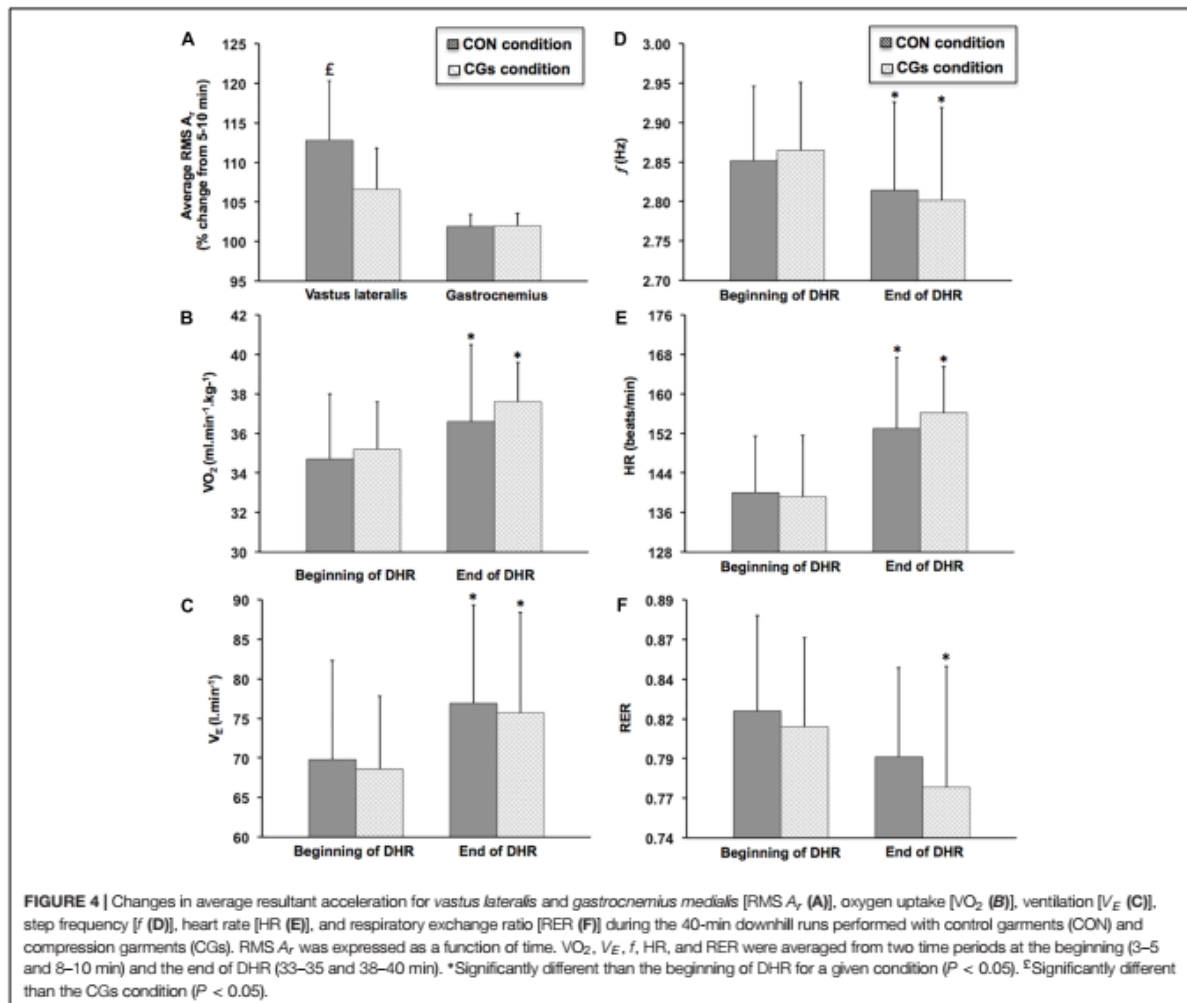 A
Average RMS Aᵣ
(% change from 5-10 min)
125
122
119
116
113
110
107
104
101
98
95
£
CON condition
CGs condition
Vastus lateralis
Gastrocnemius
D
f (Hz)
3.00
2.95
2.90
2.85
2.80
2.75
2.70
CON condition
CGs condition
* *
Beginning of DHR
End of DHR
B
VO₂ (ml.min⁻¹.kg-¹)
42
40
38
36
34
32
30
* *
Beginning of DHR
End of DHR
E
HR (beats/min)
176
168
160
152
144
136
128
* *
Beginning of DHR
End of DHR
C
V_E (l.min⁻¹)
90
85
80
75
70
65
60
* *
Beginning of DHR
End of DHR
F
RER
0.89
0.87
0.84
0.82
0.79
0.77
0.74
*
Beginning of DHR
End of DHR
FIGURE 4 | Changes in average resultant acceleration for vastus lateralis and gastrocnemius medialis [RMS Aᵣ (A)], oxygen uptake [VO₂ (B)], ventilation [V_E (C)],
step frequency [f (D)], heart rate [HR (E)], and respiratory exchange ratio [RER (F)] during the 40-min downhill runs performed with control garments (CON) and
compression garments (CGs). RMS Aᵣ was expressed as a function of time. VO₂, V_E, f, HR, and RER were averaged from two time periods at the beginning (3–5
and 8–10 min) and the end of DHR (33–35 and 38–40 min). *Significantly different than the beginning of DHR for a given condition (P < 0.05). £Significantly different
than the CGs condition (P < 0.05).